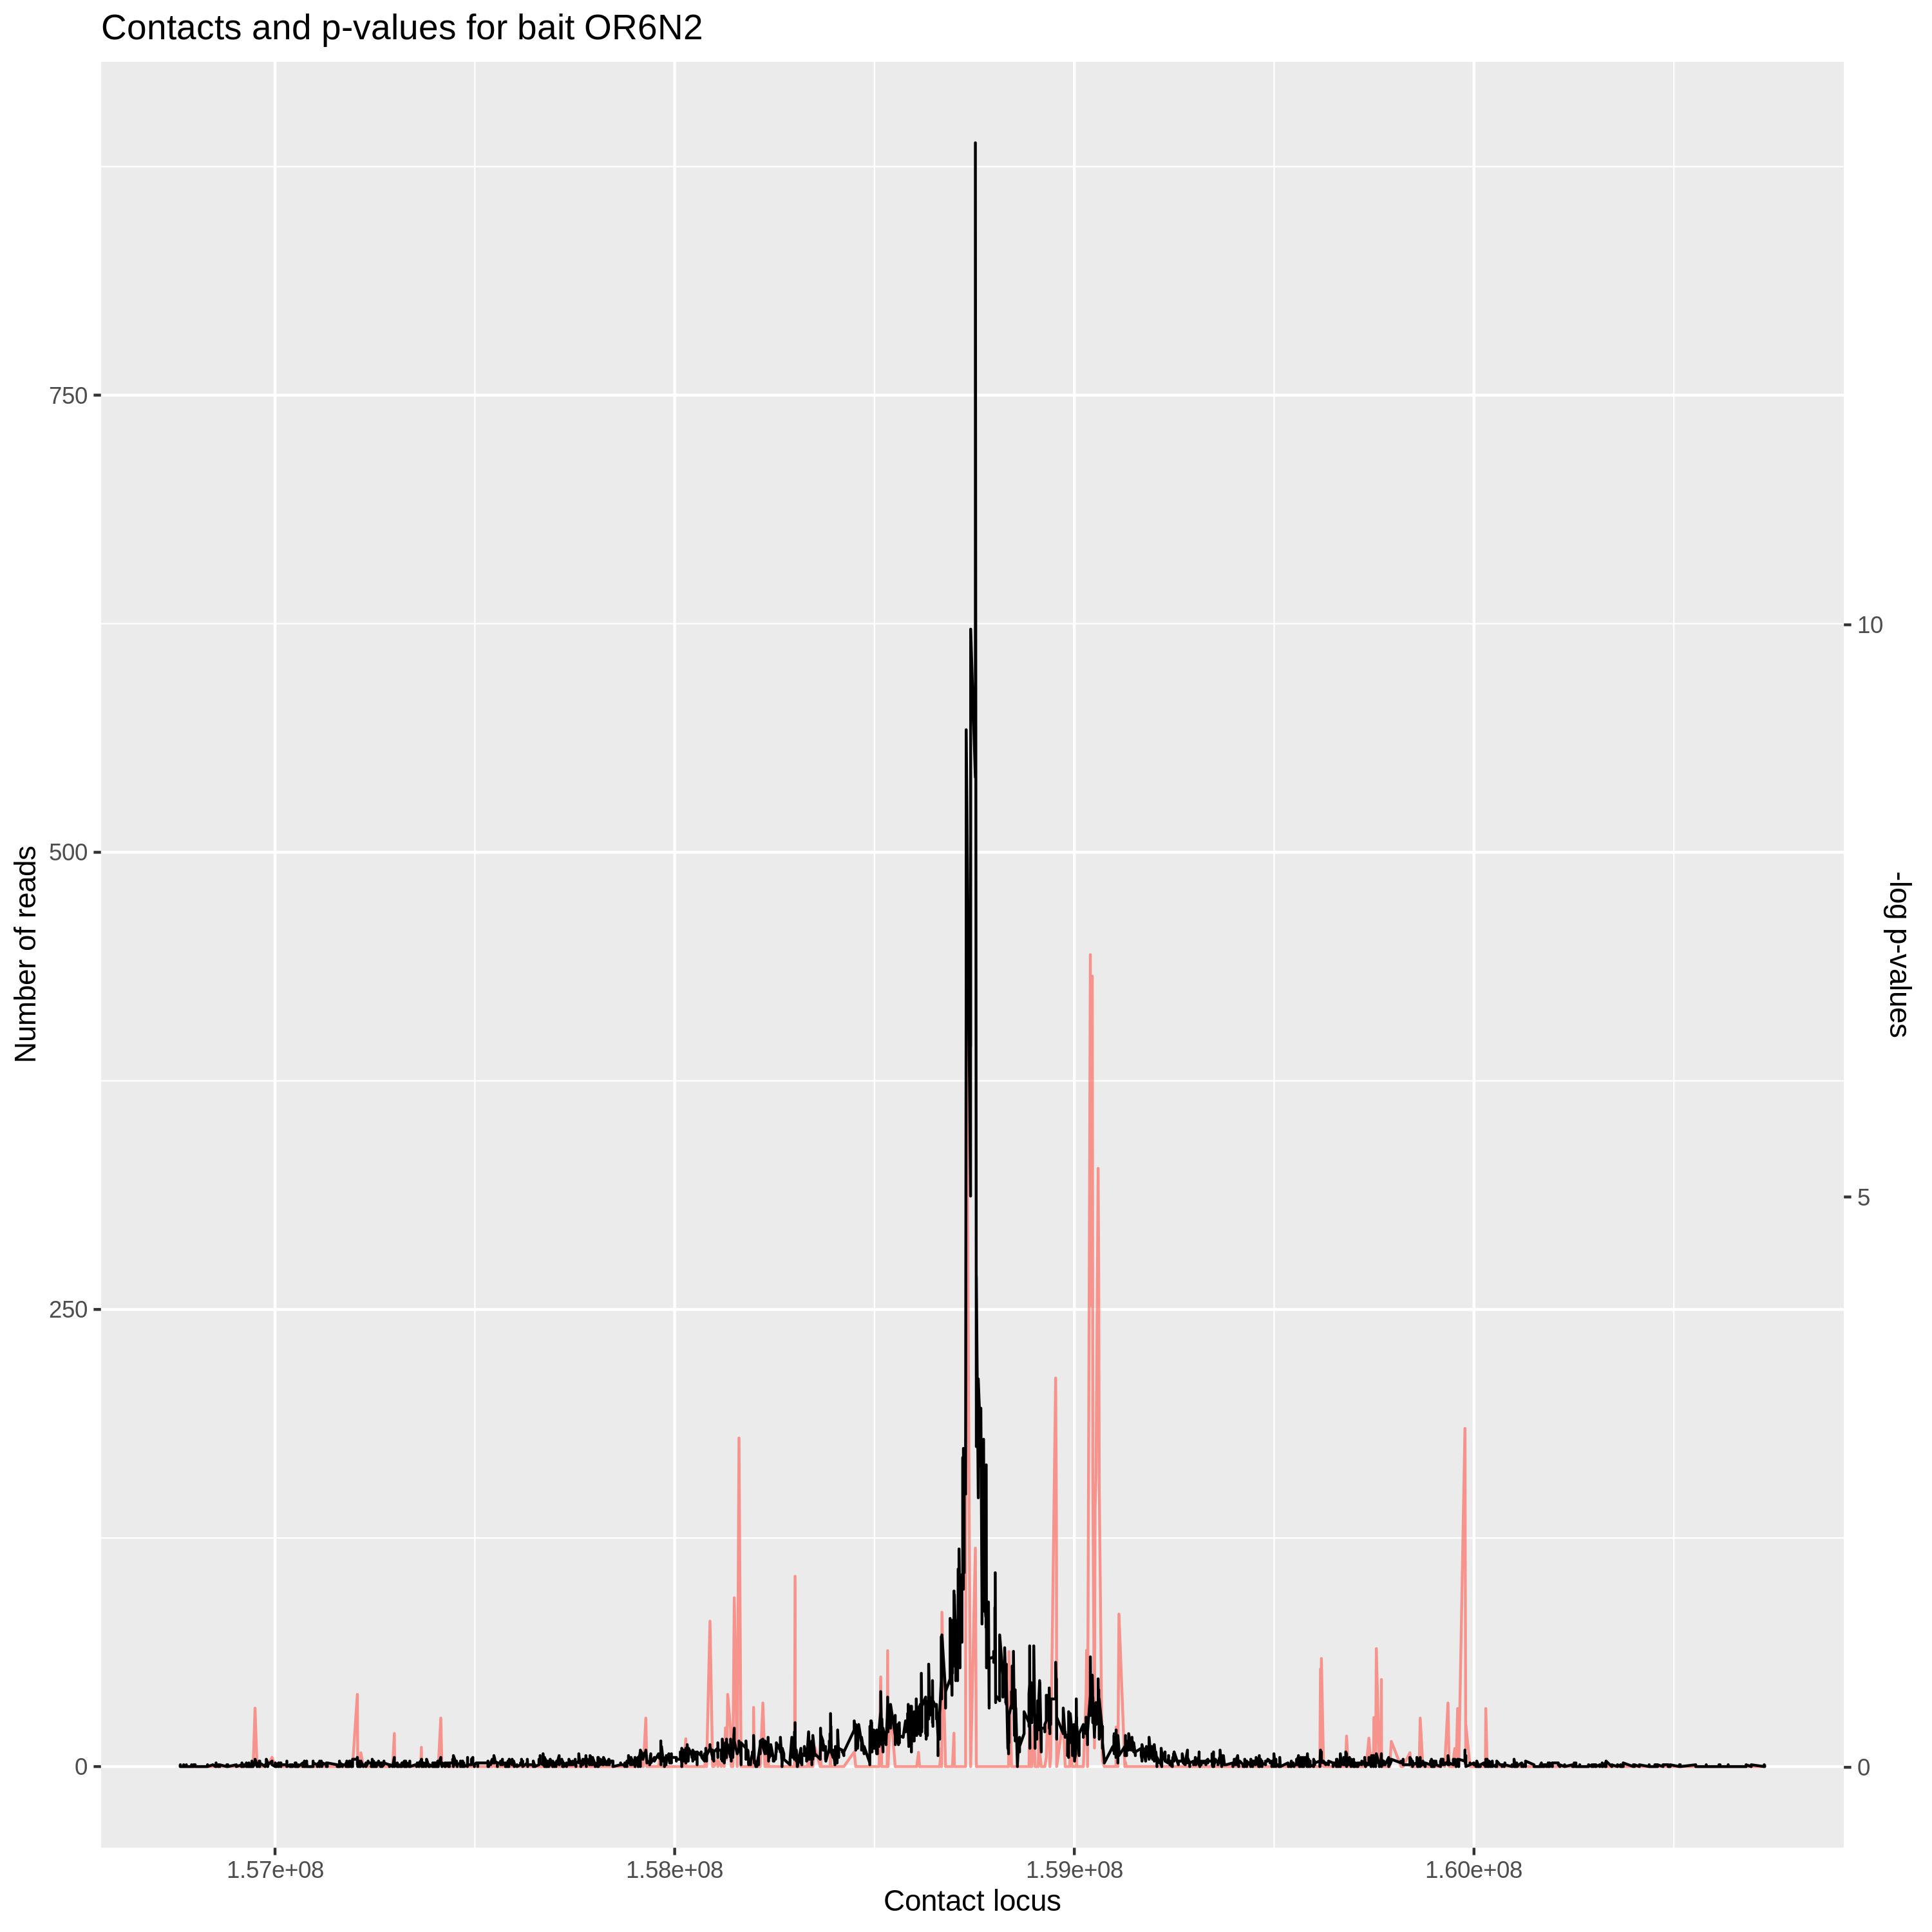 Contacts and p-values for bait OR6N2
Number of reads
750
500
250
0
10
5
0
-log p-values
1.57e+08
1.58e+08
1.59e+08
1.60e+08
Contact locus